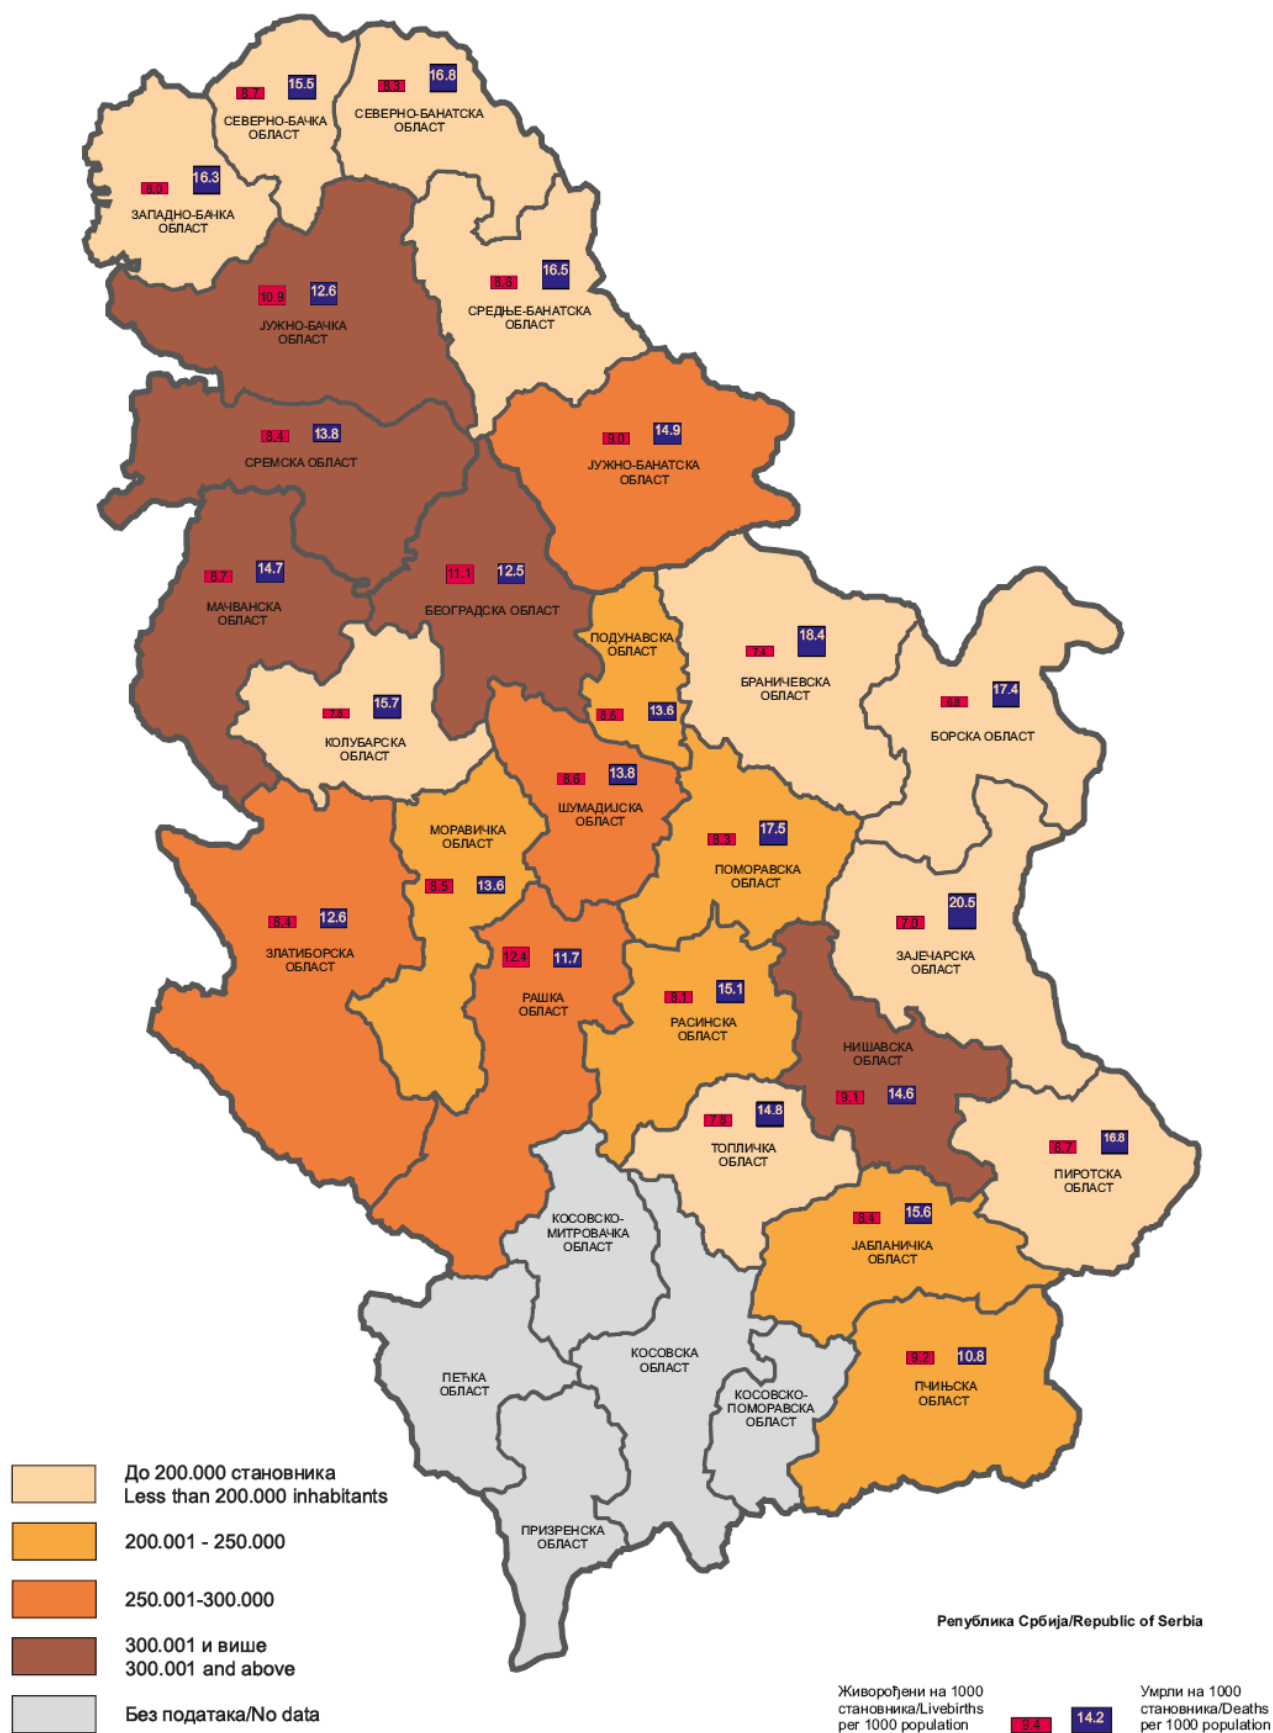 8.7 15.5
СЕВЕРНО-БАЧКА
ОБЛАСТ
8.3 16.8
СЕВЕРНО-БАНАТСКА
ОБЛАСТ
8.0 16.3
ЗАПАДНО-БАЧКА
ОБЛАСТ
10.9 12.6
ЈУЖНО-БАЧКА
ОБЛАСТ
8.6 16.5
СРЕДЊЕ-БАНАТСКА
ОБЛАСТ
8.4 13.8
СРЕМСКА ОБЛАСТ
9.0 14.9
ЈУЖНО-БАНАТСКА
ОБЛАСТ
8.7 14.7
МАЧВАНСКА
ОБЛАСТ
11.1 12.5
БЕОГРАДСКА ОБЛАСТ
ПОДУНАВСКА
ОБЛАСТ
8.6 13.6
7.4 18.4
БРАНИЧЕВСКА
ОБЛАСТ
6.8 17.4
БОРСКА ОБЛАСТ
15.7
КОЛУБАРСКА
ОБЛАСТ
8.6 13.8
ШУМАДИЈСКА
ОБЛАСТ
МОРАВИЧКА
ОБЛАСТ
8.5 13.6
8.3 17.5
ПОМОРАВСКА
ОБЛАСТ
8.4 12.6
ЗЛАТИБОРСКА
ОБЛАСТ
12.4 11.7
РАШКА
ОБЛАСТ
7.0 20.5
ЗАЈЕЧАРСКА
ОБЛАСТ
8.1 15.1
РАСИНСКА
ОБЛАСТ
НИШАВСКА
ОБЛАСТ
9.1 14.6
7.8 14.8
ТОПЛИЧКА
ОБЛАСТ
16.8
ПИРОТСКА
ОБЛАСТ
8.4 15.6
ЈАБЛАНИЧКА
ОБЛАСТ
КОСОВСКО-
МИТРОВАЧКА
ОБЛАСТ
9.2 10.8
ПЧИЊСКА
ОБЛАСТ
КОСОВСКА
ОБЛАСТ
ПЕЋКА
ОБЛАСТ
КОСОВСКО-
ПОМОРАВСКА
ОБЛАСТ
ПРИЗРЕНСКА
ОБЛАСТ
До 200.000 становника
Less than 200.000 inhabitants
200.001 - 250.000
250.001-300.000
300.001 и више
300.001 and above
Без података/No data
Република Србија/Republic of Serbia
Живорођени на 1000
становника/Livebirths
per 1000 population
9.4 14.2
Умрли на 1000
становника/Deaths
per 1000 population